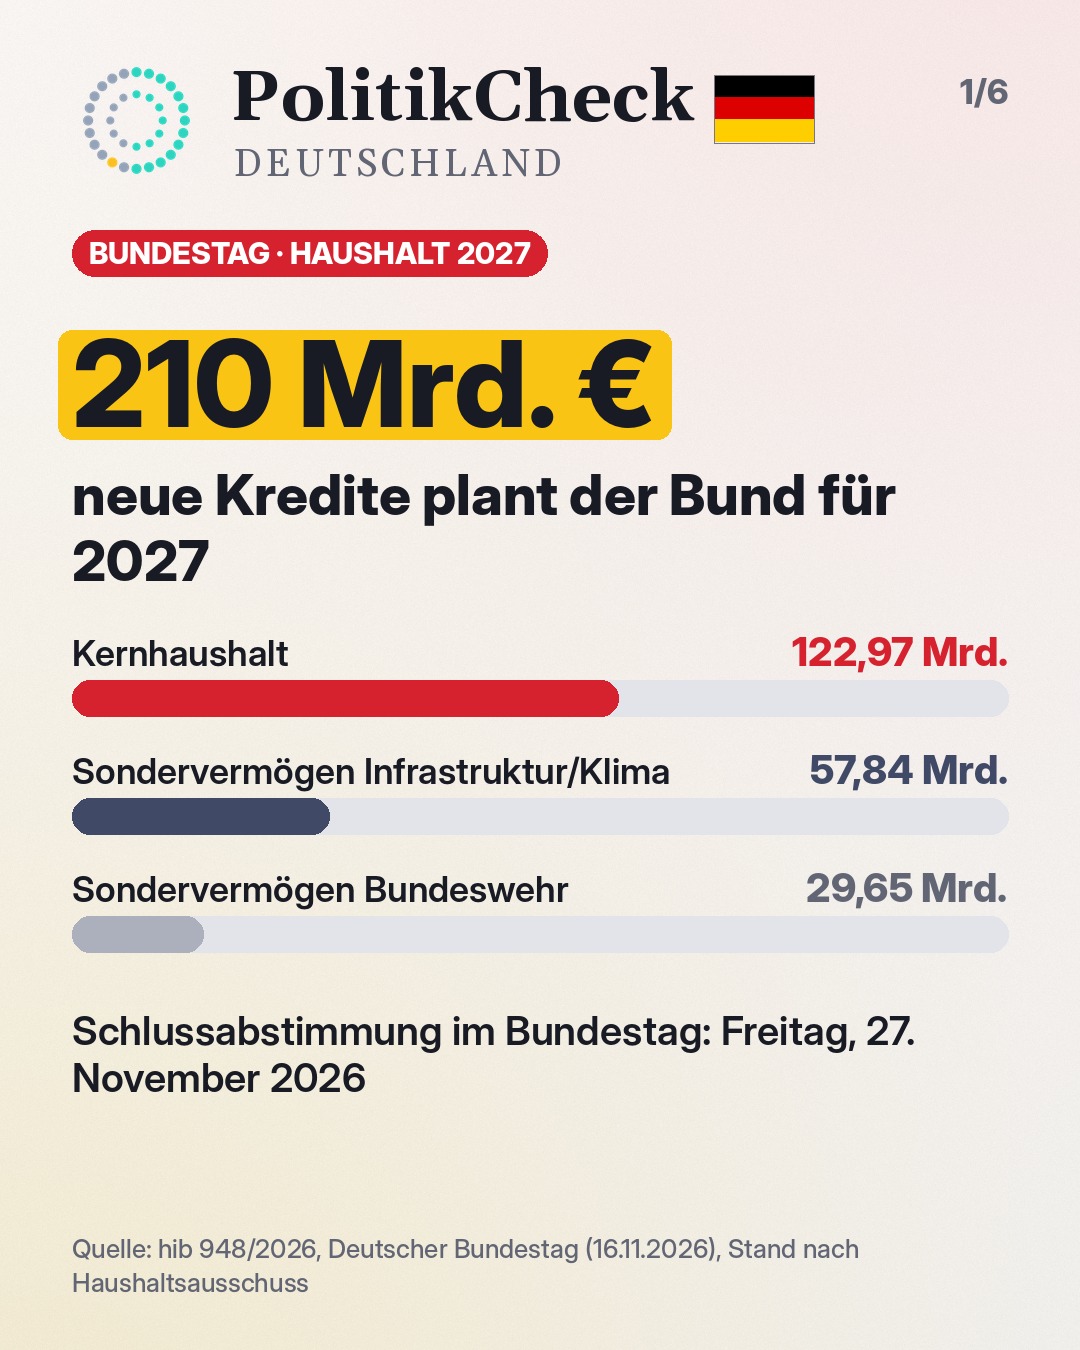 PolitikCheck
DEUTSCHLAND
1/6
BUNDESTAG · HAUSHALT 2027
210 Mrd. €
neue Kredite plant der Bund für
2027
Kernhaushalt 122,97 Mrd.
Sondervermögen Infrastruktur/Klima 57,84 Mrd.
Sondervermögen Bundeswehr 29,65 Mrd.
Schlussabstimmung im Bundestag: Freitag, 27.
November 2026
Quelle: hib 948/2026, Deutscher Bundestag (16.11.2026), Stand nach
Haushaltsausschuss